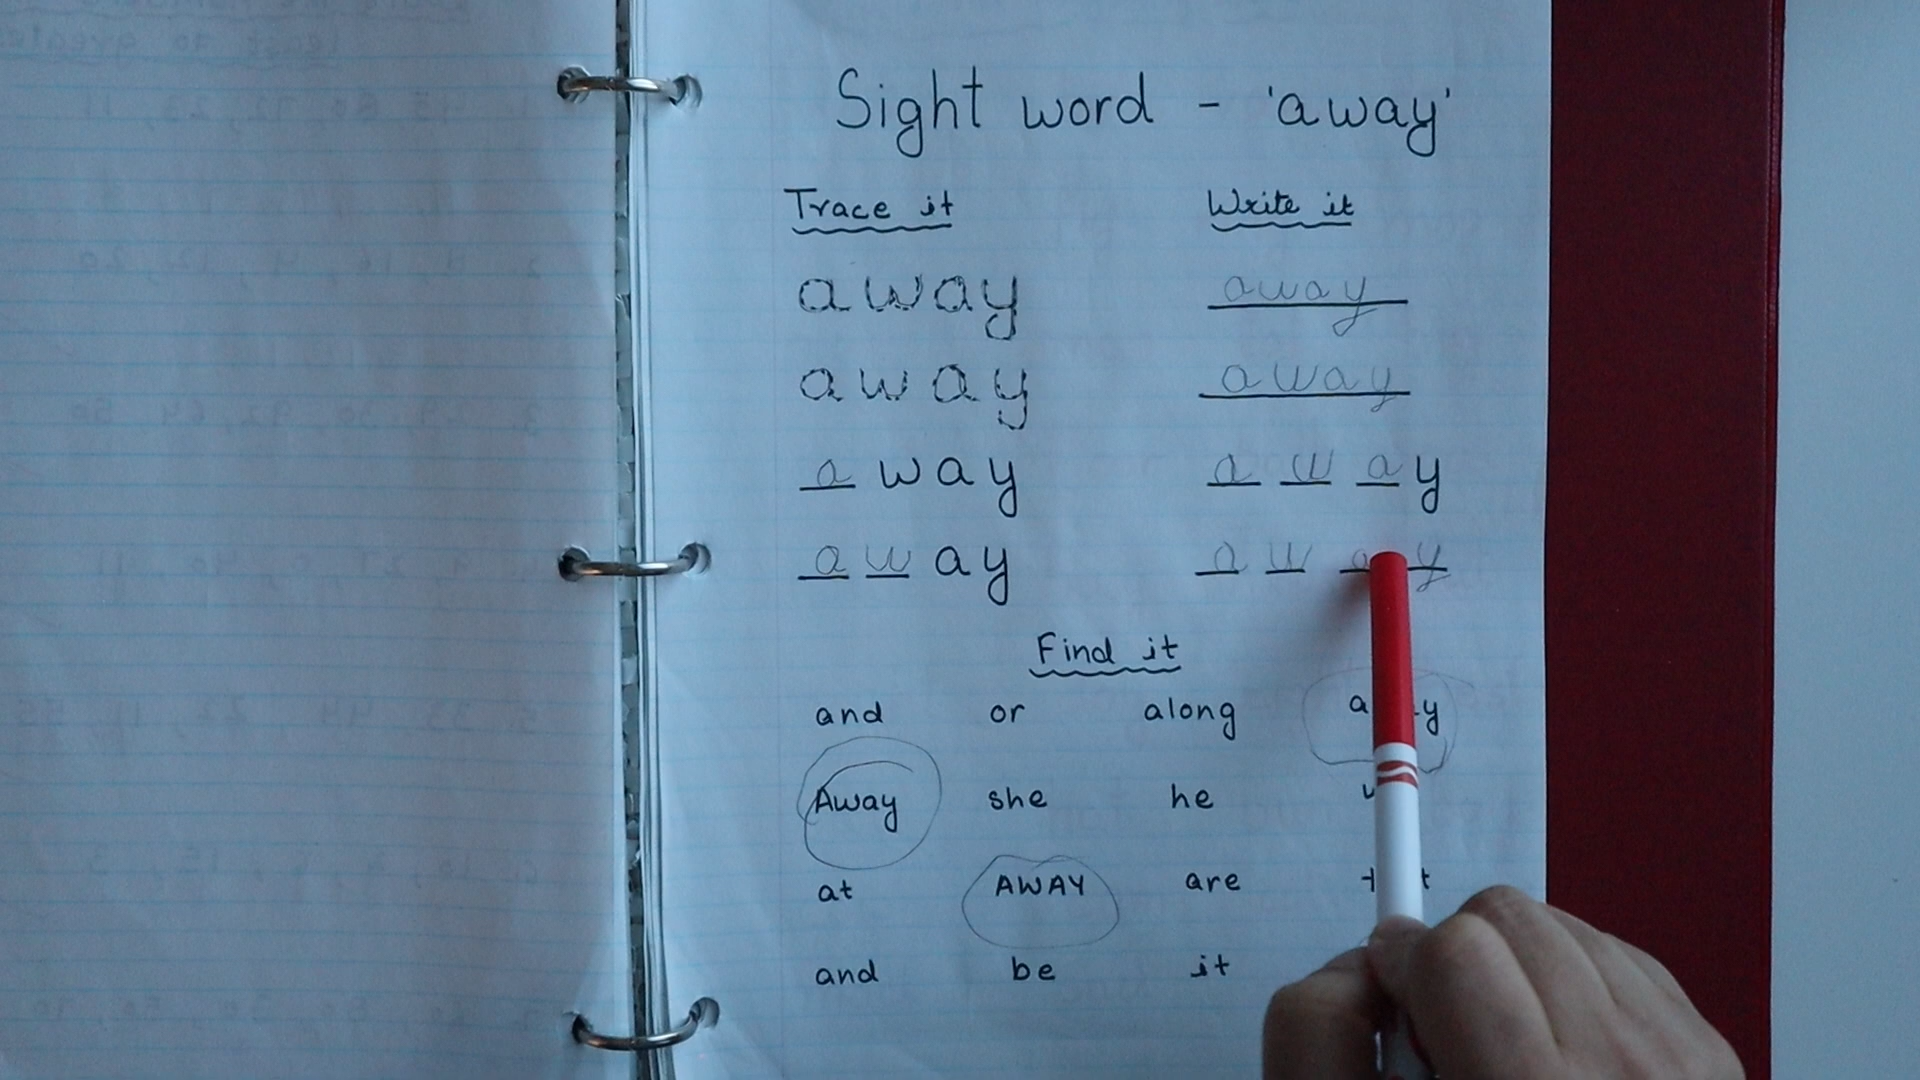 Sight word - 'away'
Trace it
Write it
away
away
away
away
away
away
away
away
Find it
and or along
Away she he
at AWAY are
and be it